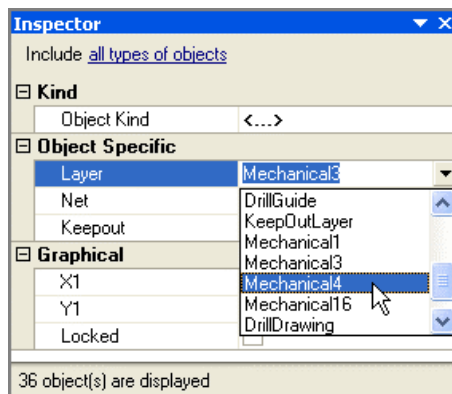 Inspector
Include all types of objects
Kind
Object Kind <...>
Object Specific
Layer Mechanical3
Net DrillGuide
KeepOutLayer
Keepout Mechanical1
Mechanical3
Graphical
X1 Mechanical4
Y1 Mechanical16
Locked DrillDrawing
36 object(s) are displayed